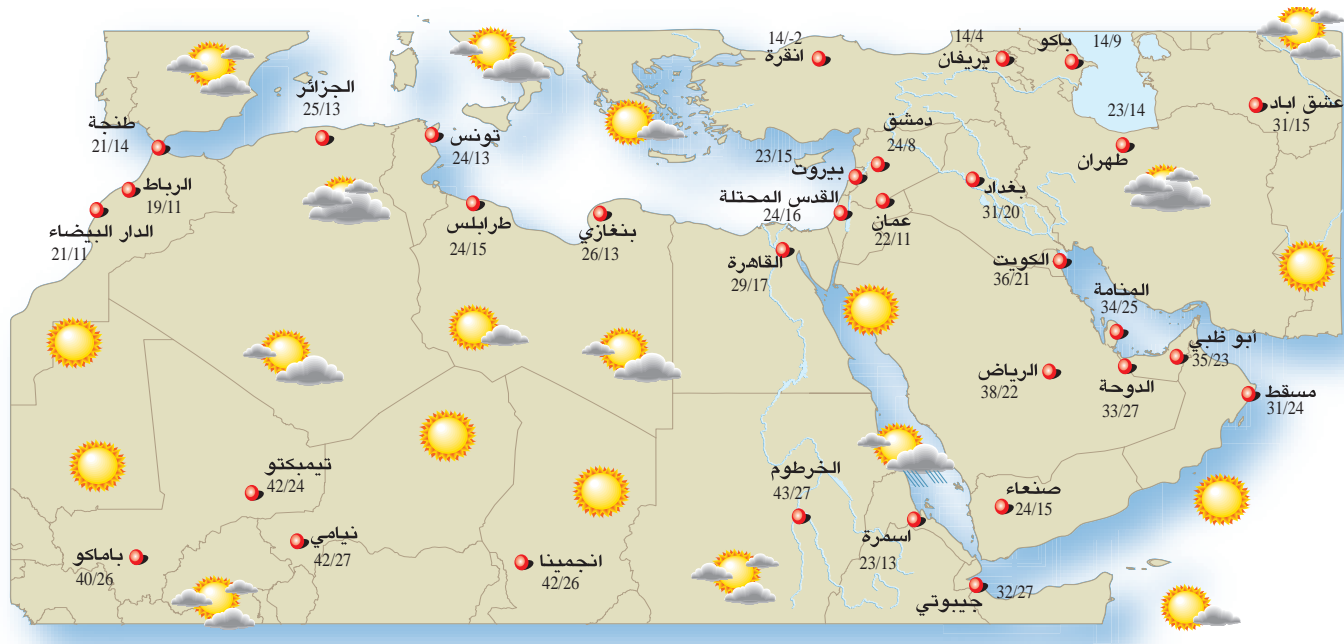 14/-2
انقرة
14/4
يريفان
باكو
14/9
عشق اباد
31/15
23/14
طهران
الجزائر
25/13
طنجة
21/14
تونس
24/13
دمشق
24/8
23/15
بيروت
الرباط
19/11
القدس المحتلة
24/16
بغداد
31/20
الدار البيضاء
21/11
طرابلس
24/15
بنغازي
26/13
عمان
22/11
القاهرة
29/17
الكويت
36/21
المنامة
34/25
أبو ظبي
35/23
الرياض
38/22
الدوحة
33/27
مسقط
31/24
تيمبكتو
42/24
الخرطوم
43/27
صنعاء
24/15
نيامي
42/27
اسمرة
23/13
باماكو
40/26
انجمينا
42/26
32/27
جيبوتي